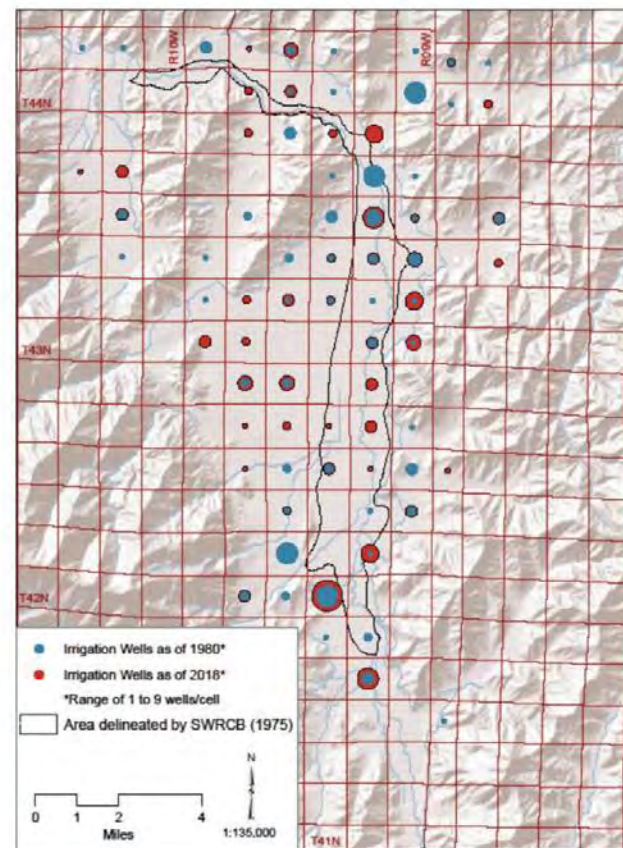 R10W
R09W
T44N
T43N
T42N
Irrigation Wells as of 1980*
Irrigation Wells as of 2018*
*Range of 1 to 9 wells/cell
Area delineated by SWRCB (1975)
N
0 1 2 4
Miles
1:135,000
T41N